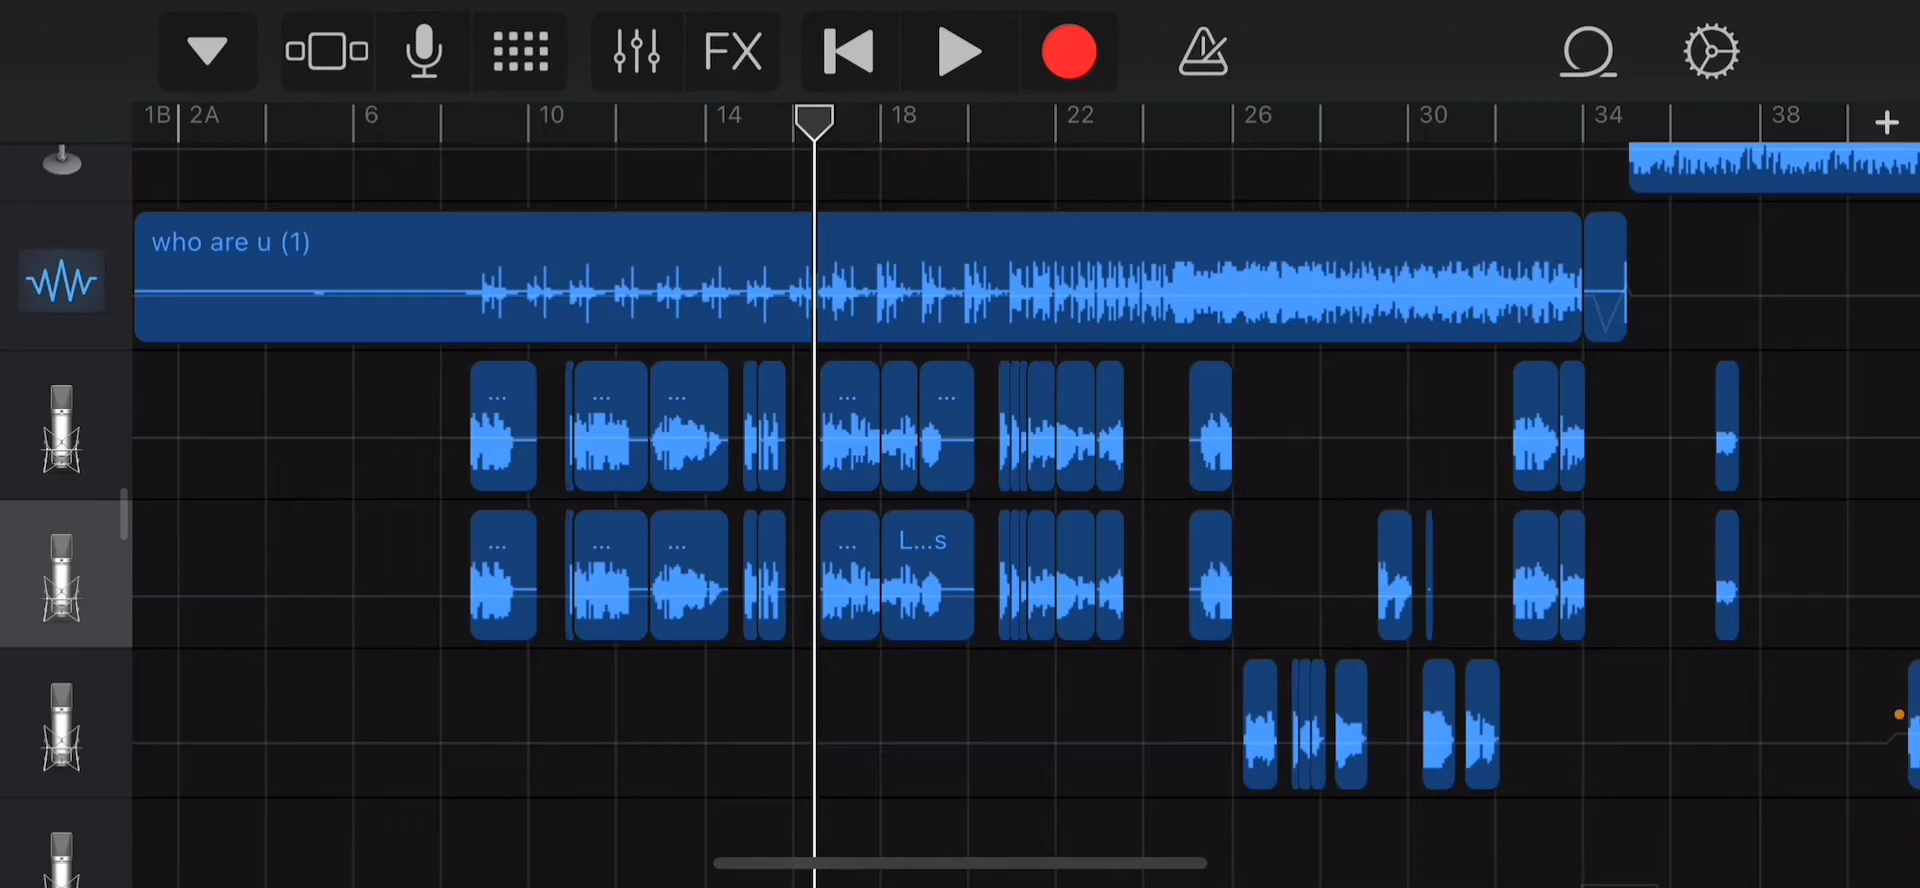 FX
1B 2A 6 10 14 18 22 26 30 34 38 +
who are u (1)
... ... ... ... ...
... ... ... ... L...s